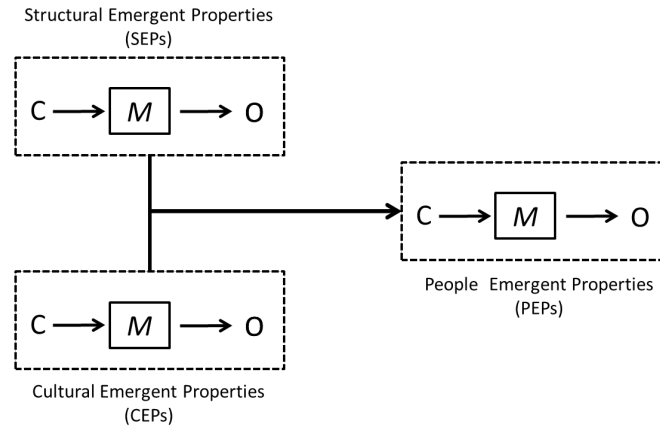 Structural Emergent Properties
(SEPs)
C M O
C M O
People Emergent Properties
(PEPs)
C M O
Cultural Emergent Properties
(CEPs)